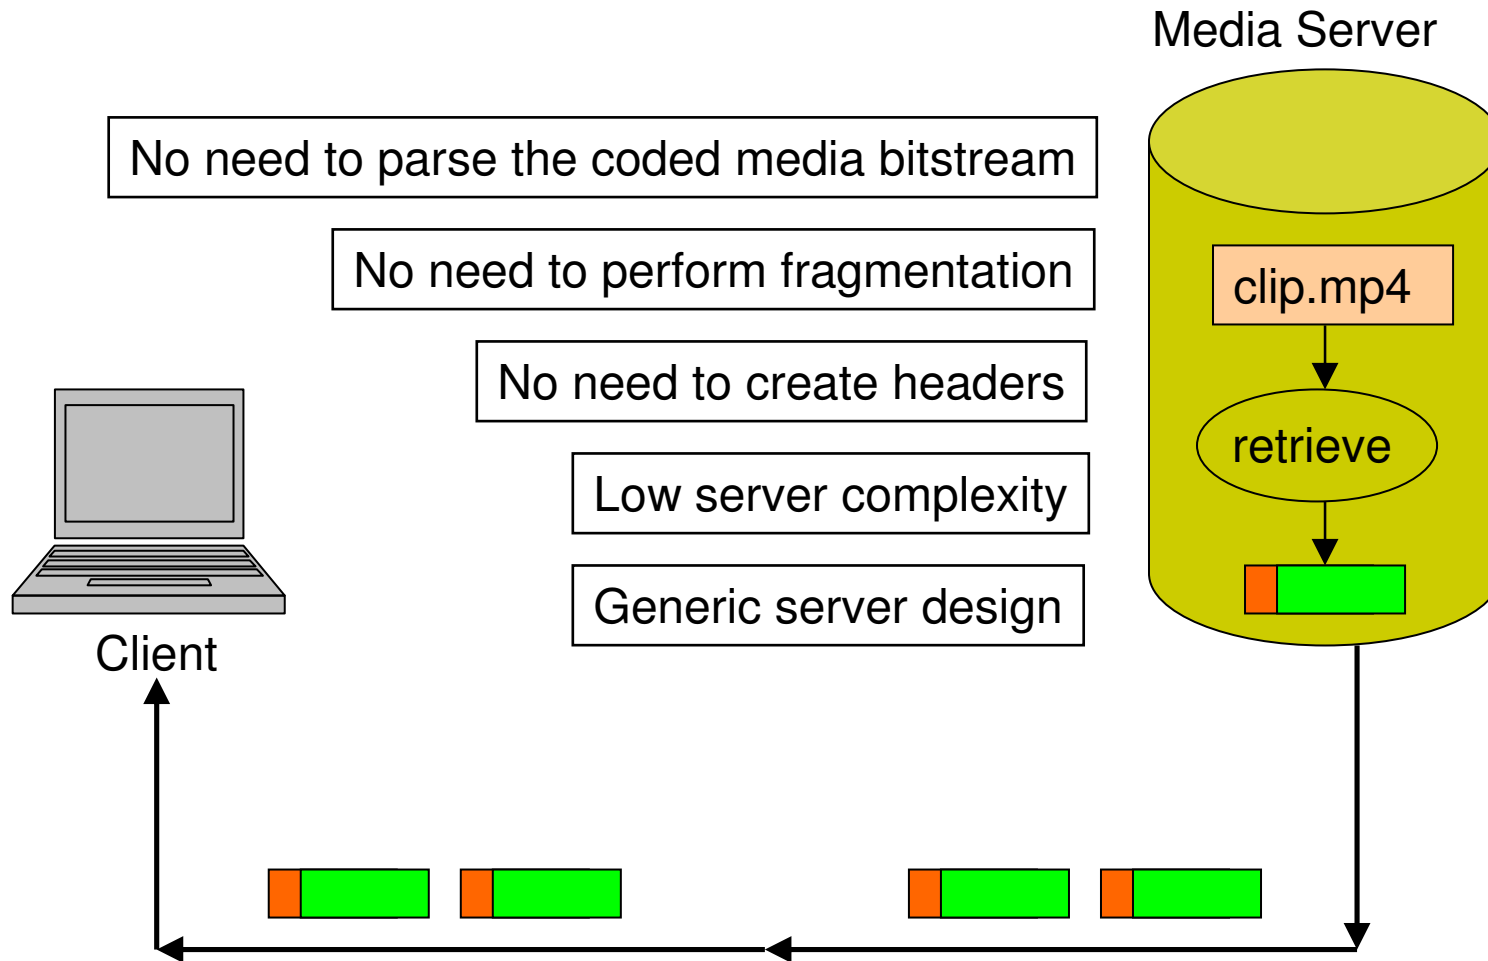 Media Server
No need to parse the coded media bitstream
No need to perform fragmentation
clip.mp4
No need to create headers
retrieve
Low server complexity
Generic server design
Client